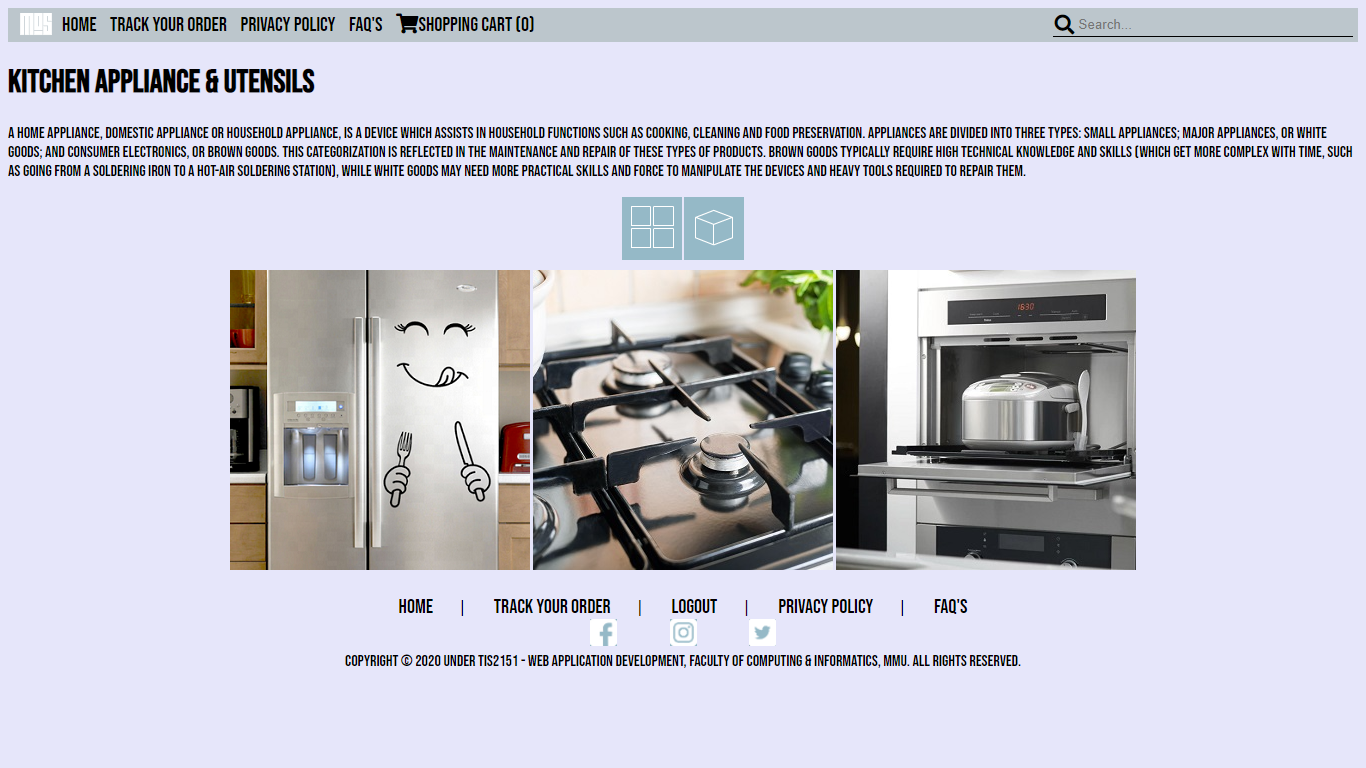 MDS HOME TRACK YOUR ORDER PRIVACY POLICY FAQ'S SHOPPING CART (0) Search...
KITCHEN APPLIANCE & UTENSILS
A HOME APPLIANCE, DOMESTIC APPLIANCE OR HOUSEHOLD APPLIANCE, IS A DEVICE WHICH ASSISTS IN HOUSEHOLD FUNCTIONS SUCH AS COOKING, CLEANING AND FOOD PRESERVATION. APPLIANCES ARE DIVIDED INTO THREE TYPES: SMALL APPLIANCES; MAJOR APPLIANCES, OR WHITE
GOODS; AND CONSUMER ELECTRONICS, OR BROWN GOODS. THIS CATEGORIZATION IS REFLECTED IN THE MAINTENANCE AND REPAIR OF THESE TYPES OF PRODUCTS. BROWN GOODS TYPICALLY REQUIRE HIGH TECHNICAL KNOWLEDGE AND SKILLS (WHICH GET MORE COMPLEX WITH TIME, SUCH
AS GOING FROM A SOLDERING IRON TO A HOT-AIR SOLDERING STATION), WHILE WHITE GOODS MAY NEED MORE PRACTICAL SKILLS AND FORCE TO MANIPULATE THE DEVICES AND HEAVY TOOLS REQUIRED TO REPAIR THEM.
16:30
HOME | TRACK YOUR ORDER | LOGOUT | PRIVACY POLICY | FAQ'S
COPYRIGHT © 2020 UNDER TIS2151 - WEB APPLICATION DEVELOPMENT, FACULTY OF COMPUTING & INFORMATICS, MMU. ALL RIGHTS RESERVED.